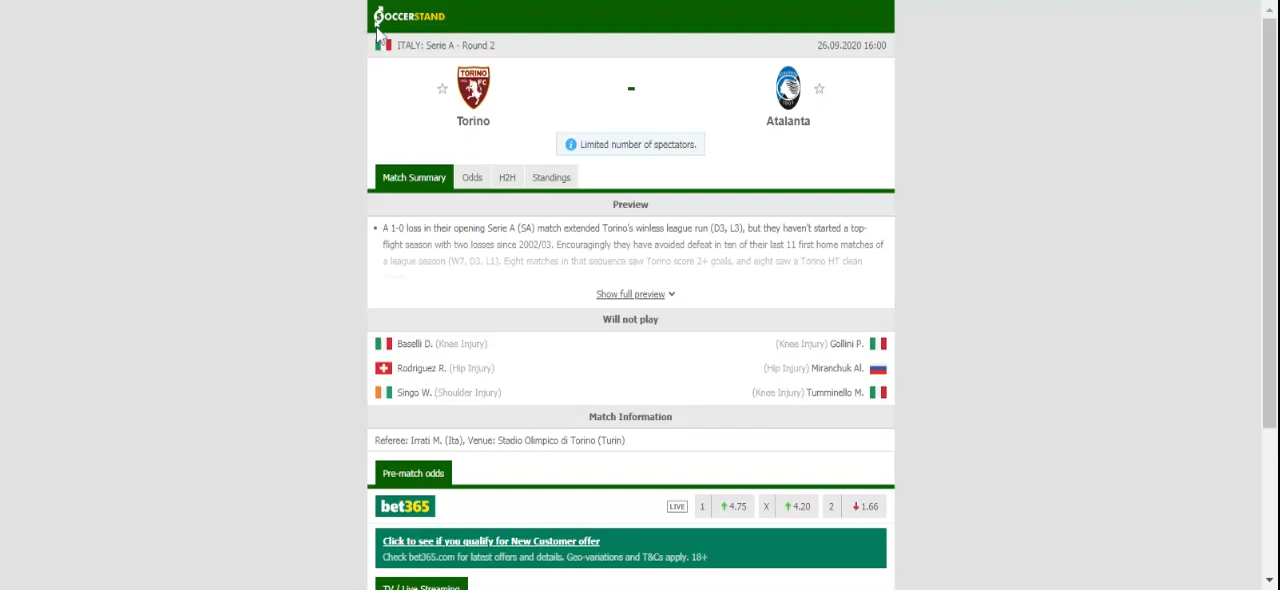 SOCCERSTAND
ITALY: Serie A - Round 2 26.09.2020 16:00
TORINO FC
-
Torino Atalanta
Limited number of spectators.
Match Summary Odds H2H Standings
Preview
A 1-0 loss in their opening Serie A (SA) match extended Torino's winless league run (D3, L3), but they haven't started a top-
flight season with two losses since 2002/03. Encouragingly they have avoided defeat in ten of their last 11 first home matches of
a league season (W7, D3, L1). Eight matches in that sequence saw Torino score 2+ goals, and eight saw a Torino HT clean
Show full preview
Will not play
Baselli D. (Knee Injury) (Knee Injury) Gollini P.
Rodriguez R. (Hip Injury) (Hip Injury) Miranchuk Al.
Singo W. (Shoulder Injury) (Knee Injury) Tumminello M.
Match Information
Referee: Irrati M. (Ita), Venue: Stadio Olimpico di Torino (Turin)
Pre-match odds
bet365 LIVE 1 4.75 X 4.20 2 1.66
Click to see if you qualify for New Customer offer
Check bet365.com for latest offers and details. Geo-variations and T&Cs apply. 18+
TV / Live Streaming